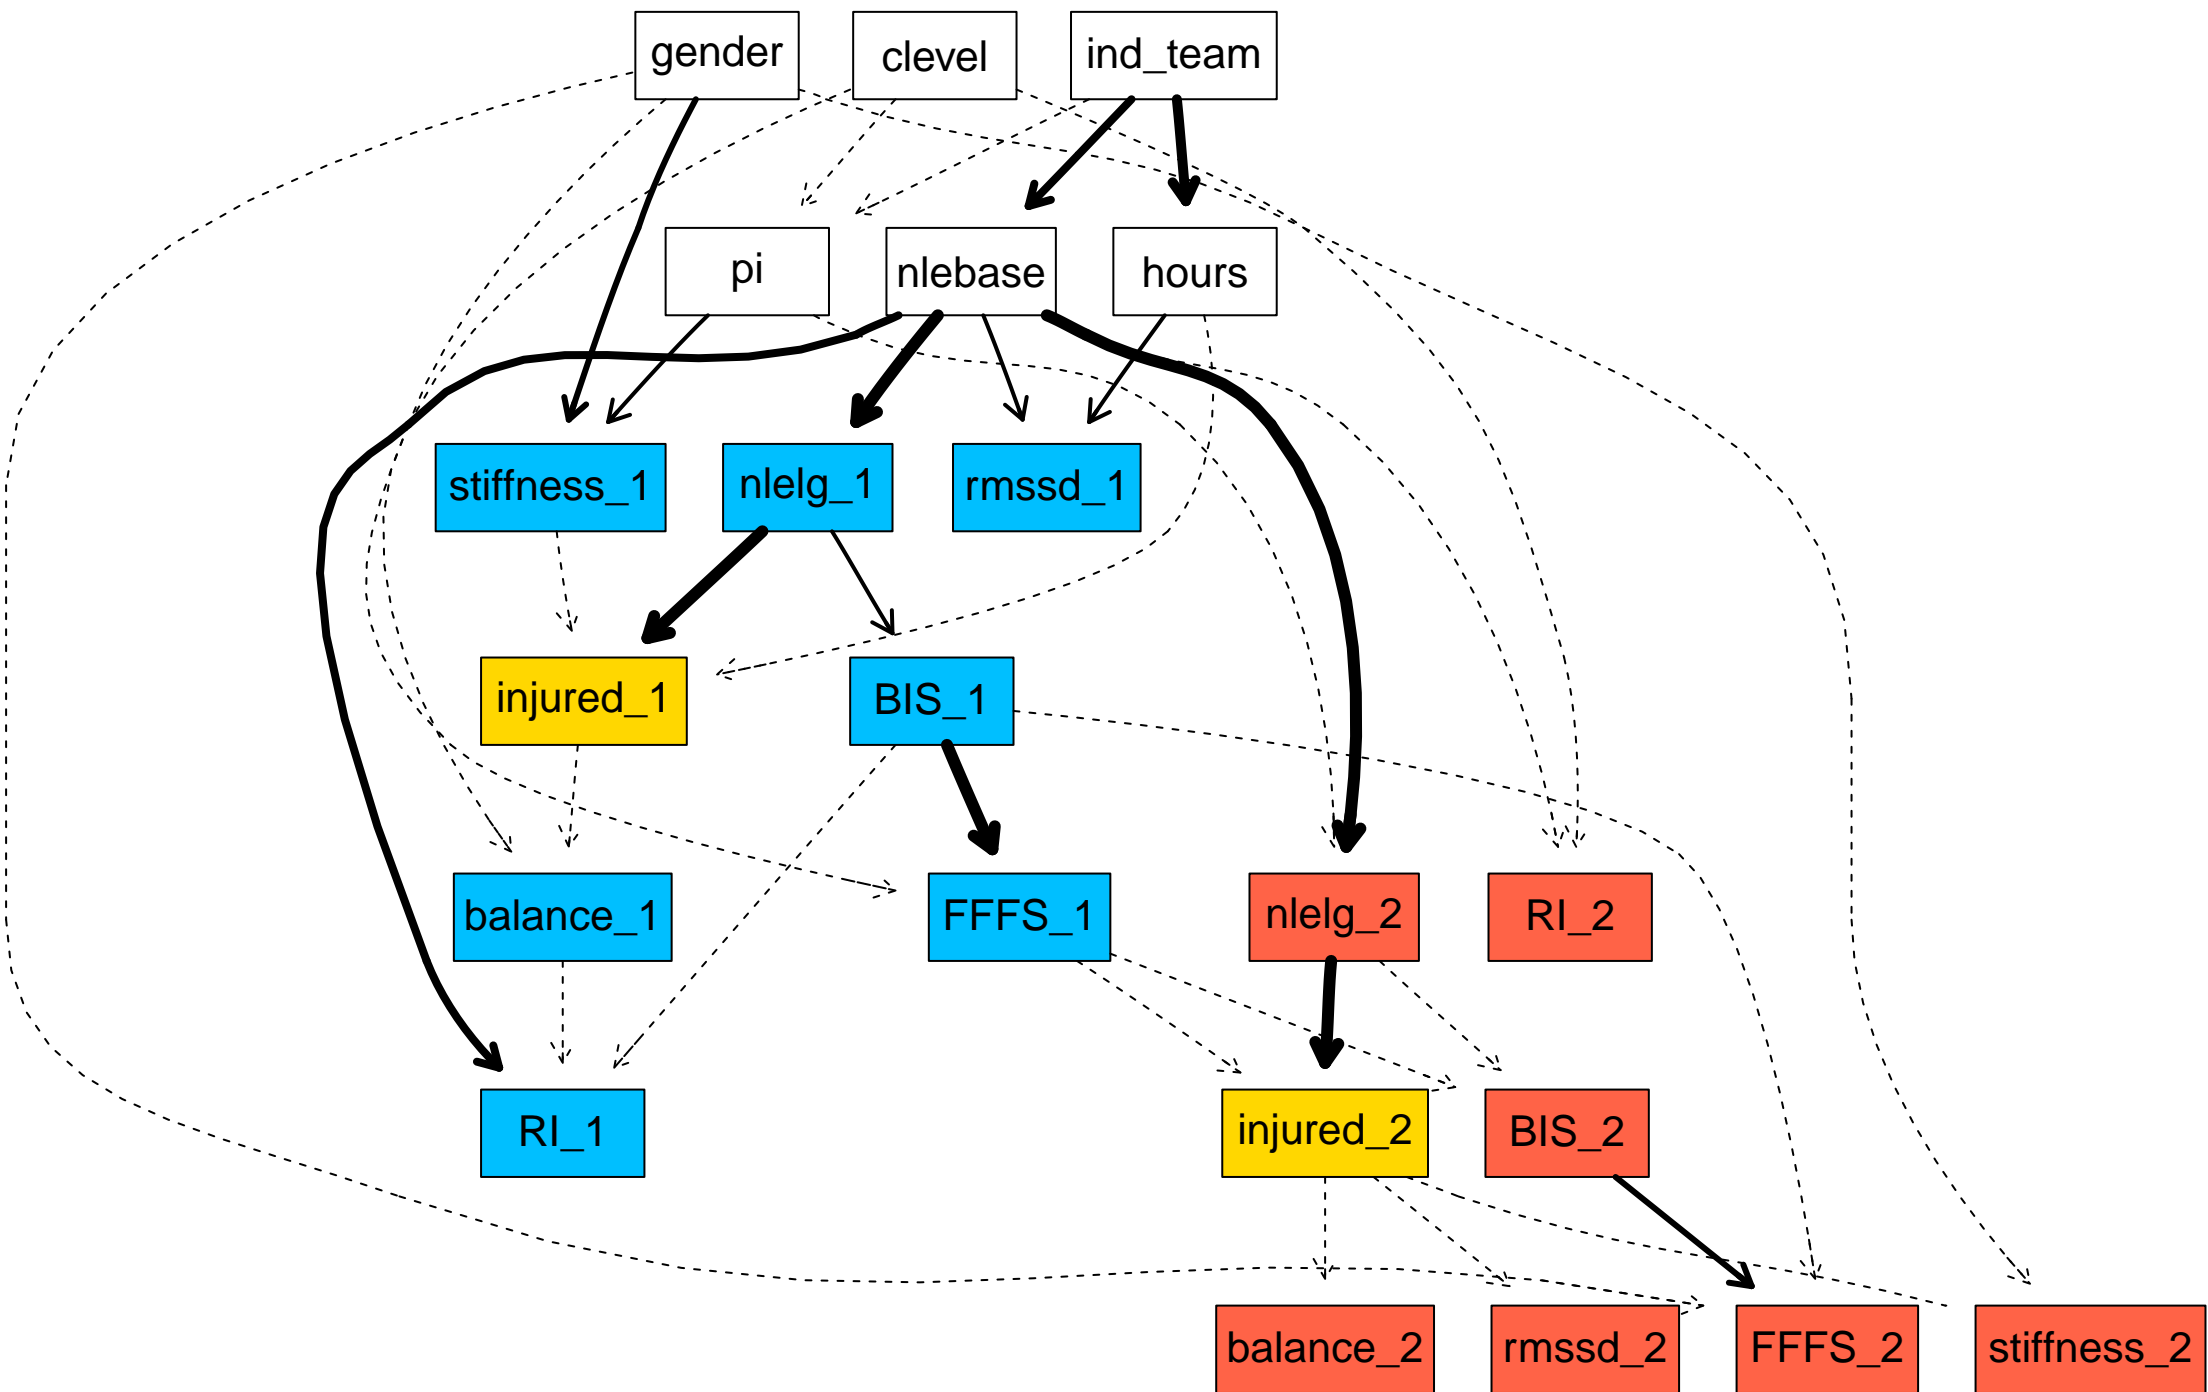 gender
clevel
ind_team
pi
nlebase
hours
stiffness_1
nlelg_1
rmssd_1
injured_1
BIS_1
balance_1
FFFS_1
nlelg_2
RI_2
RI_1
injured_2
BIS_2
balance_2
rmssd_2
FFFS_2
stiffness_2